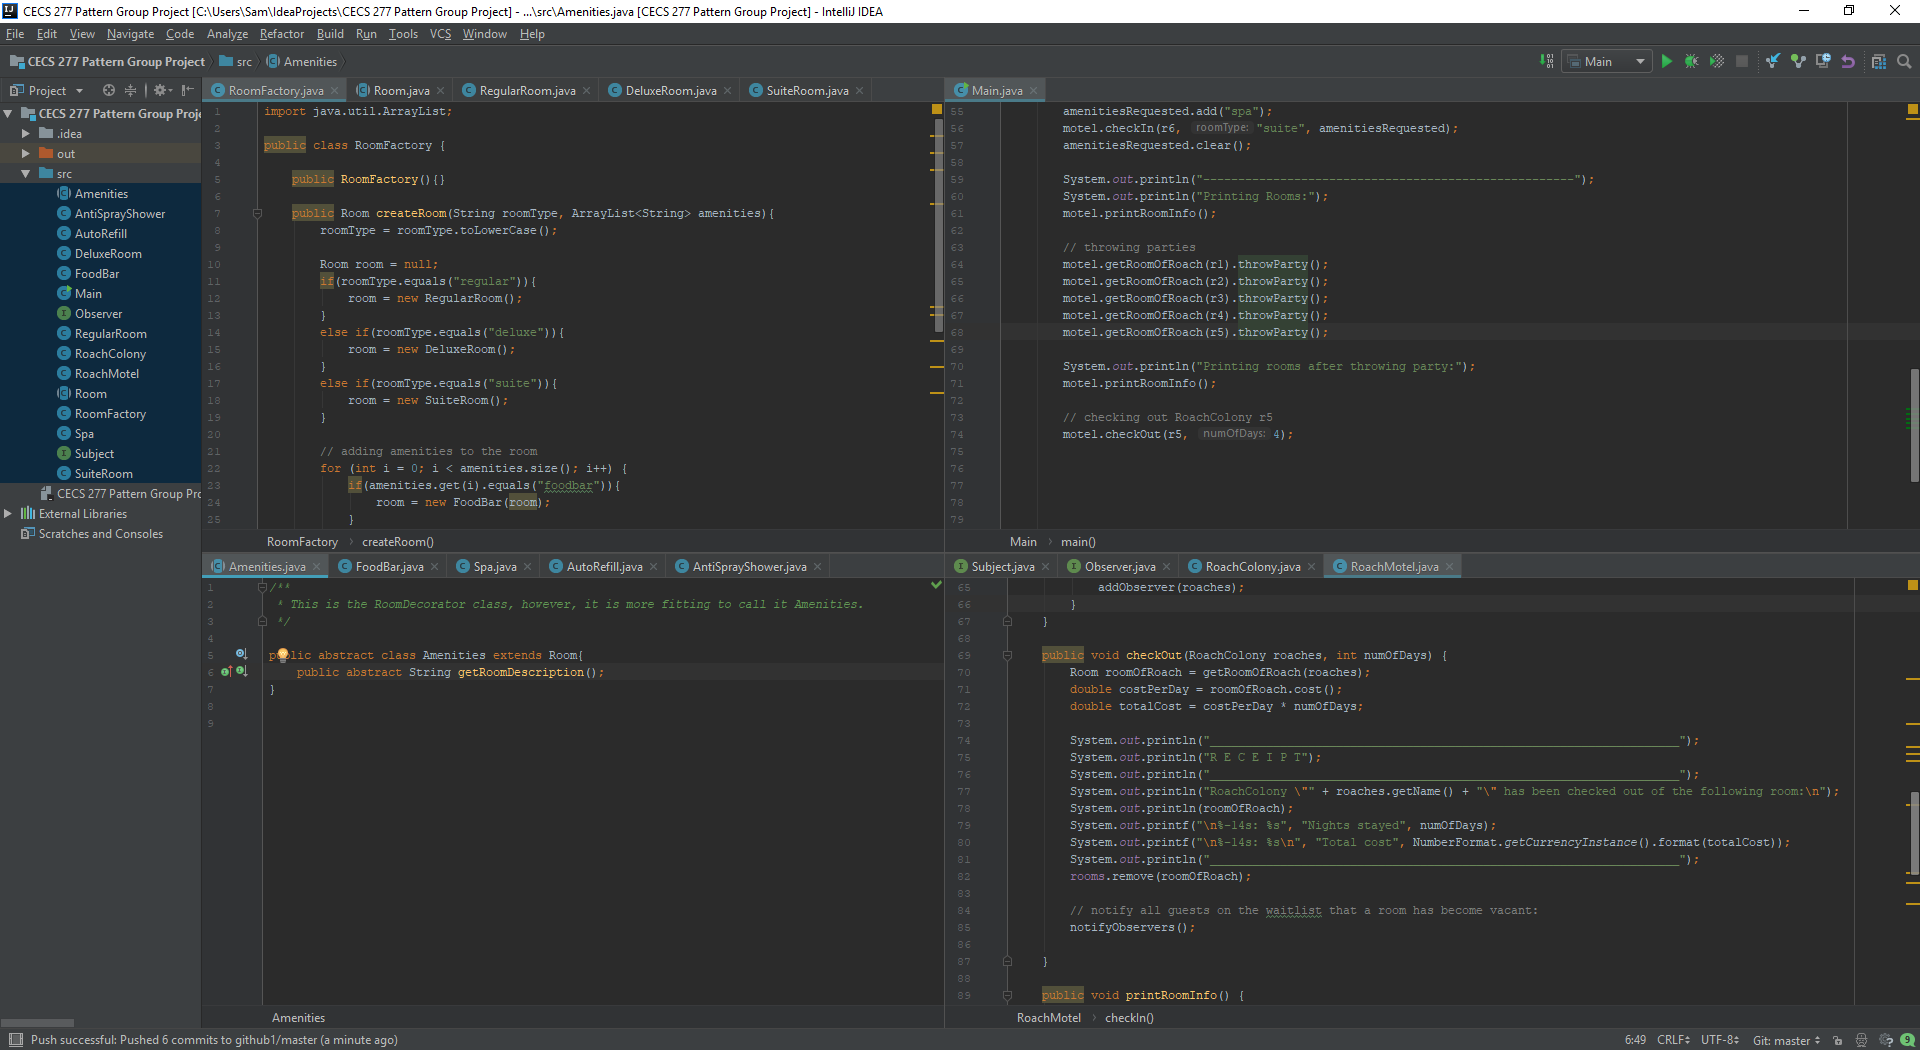 CECS 277 Pattern Group Project [C:\Users\Sam\IdeaProjects\CECS 277 Pattern Group Project] - ...\src\Amenities.java [CECS 277 Pattern Group Project] - IntelliJ IDEA
File Edit View Navigate Code Analyze Refactor Build Run Tools VCS Window Help
CECS 277 Pattern Group Project src Amenities
Main
Project
CECS 277 Pattern Group Proje
.idea
out
src
Amenities
AntiSprayShower
AutoRefill
DeluxeRoom
FoodBar
Main
Observer
RegularRoom
RoachColony
RoachMotel
Room
RoomFactory
Spa
Subject
SuiteRoom
CECS 277 Pattern Group Pr
External Libraries
Scratches and Consoles
RoomFactory.java Room.java RegularRoom.java DeluxeRoom.java SuiteRoom.java
1 import java.util.ArrayList;
2
3 public class RoomFactory {
4
5 public RoomFactory(){}
6
7 public Room createRoom(String roomType, ArrayList<String> amenities){
8 roomType = roomType.toLowerCase();
9
10 Room room = null;
11 if(roomType.equals("regular")){
12 room = new RegularRoom();
13 }
14 else if(roomType.equals("deluxe")){
15 room = new DeluxeRoom();
16 }
17 else if(roomType.equals("suite")){
18 room = new SuiteRoom();
19 }
20
21 // adding amenities to the room
22 for (int i = 0; i < amenities.size(); i++) {
23 if(amenities.get(i).equals("foodbar")){
24 room = new FoodBar(room);
25 }
RoomFactory createRoom()
Main.java
55 amenitiesRequested.add("spa");
56 motel.checkIn(r6, roomType: "suite", amenitiesRequested);
57 amenitiesRequested.clear();
58
59 System.out.println("-----------------------------------------------------");
60 System.out.println("Printing Rooms:");
61 motel.printRoomInfo();
62
63 // throwing parties
64 motel.getRoomOfRoach(r1).throwParty();
65 motel.getRoomOfRoach(r2).throwParty();
66 motel.getRoomOfRoach(r3).throwParty();
67 motel.getRoomOfRoach(r4).throwParty();
68 motel.getRoomOfRoach(r5).throwParty();
69
70 System.out.println("Printing rooms after throwing party:");
71 motel.printRoomInfo();
72
73 // checking out RoachColony r5
74 motel.checkOut(r5, numOfDays: 4);
75
76
77
78
79
Main main()
Amenities.java FoodBar.java Spa.java AutoRefill.java AntiSprayShower.java
1 /**
2 * This is the RoomDecorator class, hovever, it is more fitting to call it Amenities.
3 */
4
5 public abstract class Amenities extends Room{
6 public abstract String getRoomDescription();
7 }
8
9
Amenities
Subject.java Observer.java RoachColony.java RoachMotel.java
65 addObserver(roaches);
66 }
67 }
68
69 public void checkOut(RoachColony roaches, int numOfDays) {
70 Room roomOfRoach = getRoomOfRoach(roaches);
71 double costPerDay = roomOfRoach.cost();
72 double totalCost = costPerDay * numOfDays;
73
74 System.out.println("___________________________________________________________________");
75 System.out.println("R E C E I P T");
76 System.out.println("___________________________________________________________________");
77 System.out.println("RoachColony \"" + roaches.getName() + "\" has been checked out of the following room:\n");
78 System.out.println(roomOfRoach);
79 System.out.printf("\n%-14s: %s", "Nights stayed", numOfDays);
80 System.out.printf("\n%-14s: %s\n", "Total cost", NumberFormat.getCurrencyInstance().format(totalCost));
81 System.out.println("___________________________________________________________________");
82 rooms.remove(roomOfRoach);
83
84 // notify all guests on the waitlist that a room has become vacant:
85 notifyObservers();
86
87 }
88
89 public void printRoomInfo() {
RoachMotel checkIn()
Push successful: Pushed 6 commits to github1/master (a minute ago)
6:49 CRLF UTF-8 Git: master 9